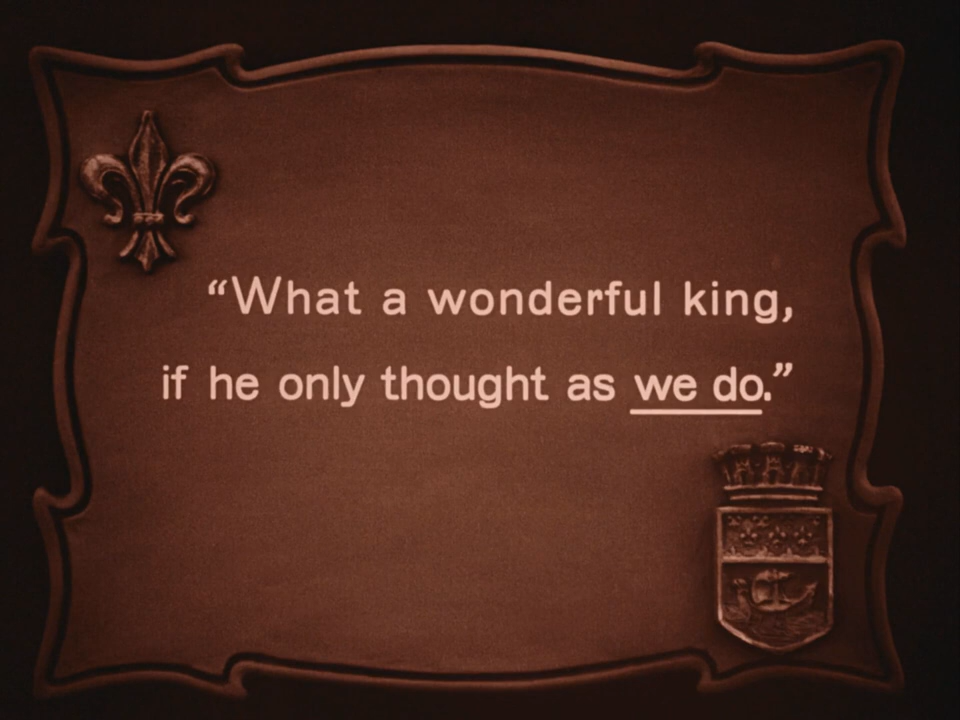 “What a wonderful king,
if he only thought as we do.”